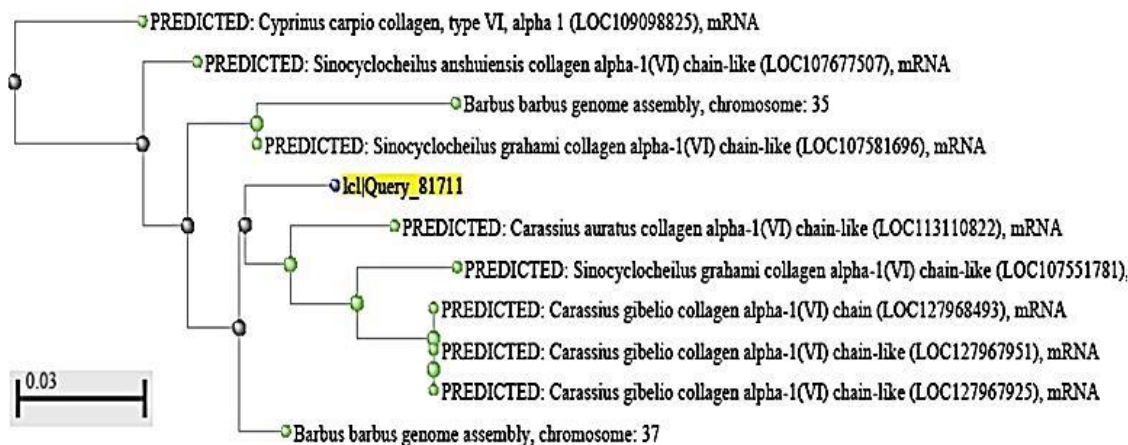 PREDICTED: Cyprinus carpio collagen, type VI, alpha 1 (LOC109098825), mRNA
PREDICTED: Sinocyclocheilus anshuiensis collagen alpha-1(VI) chain-like (LOC107677507), mRNA
Barbus barbus genome assembly, chromosome: 35
PREDICTED: Sinocyclocheilus grahami collagen alpha-1(VI) chain-like (LOC107581696), mRNA
lcl|Query_81711
PREDICTED: Carassius auratus collagen alpha-1(VI) chain-like (LOC113110822), mRNA
PREDICTED: Sinocyclocheilus grahami collagen alpha-1(VI) chain-like (LOC107551781),
PREDICTED: Carassius gibelio collagen alpha-1(VI) chain (LOC127968493), mRNA
PREDICTED: Carassius gibelio collagen alpha-1(VI) chain-like (LOC127967951), mRNA
0.03
PREDICTED: Carassius gibelio collagen alpha-1(VI) chain-like (LOC127967925), mRNA
Barbus barbus genome assembly, chromosome: 37